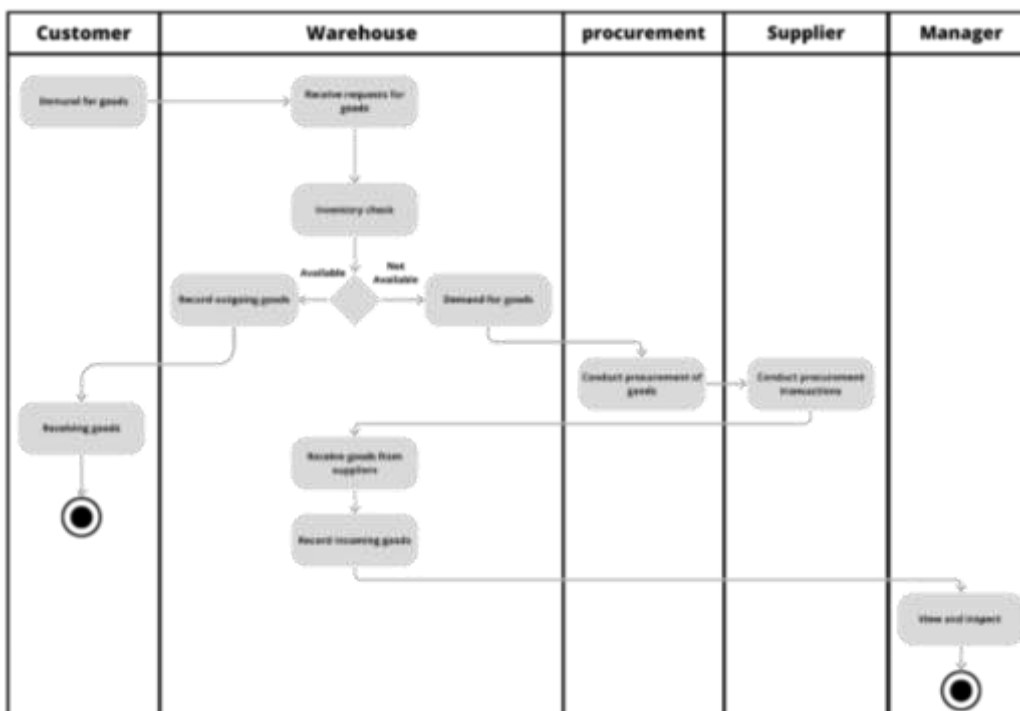 Customer
Warehouse
procurement
Supplier
Manager
Demand for goods
Receive requests for
goods
Inventory check
Available
Not
Available
Record outgoing goods
Demand for goods
Conduct procurement of
goods
Conduct procurement
transactions
Receiving goods
Receive goods from
suppliers
Record incoming goods
View and inspect